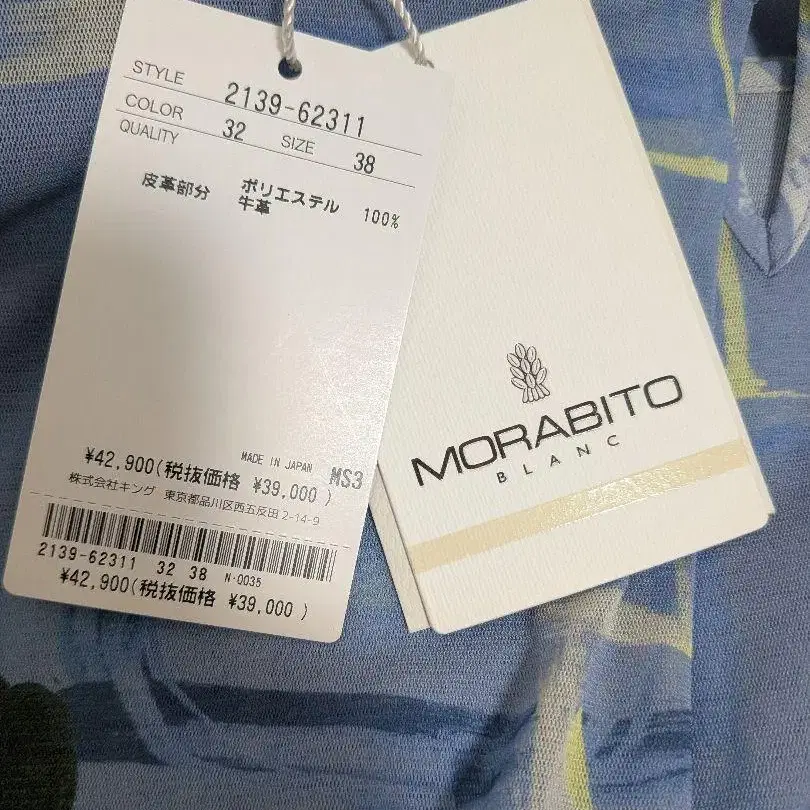 STYLE 2139-62311
COLOR 32 SIZE 38
QUALITY
ポリエステル 100%
皮革部分 牛革
MADE IN JAPAN MS3
¥42,900(税抜価格 ¥39,000 )
株式会社キング 東京都品川区西五反田 2-14-9
2139-62311 32 38 N-0035
¥42,900(税抜価格 ¥39,000 )
MORABITO
BLANC